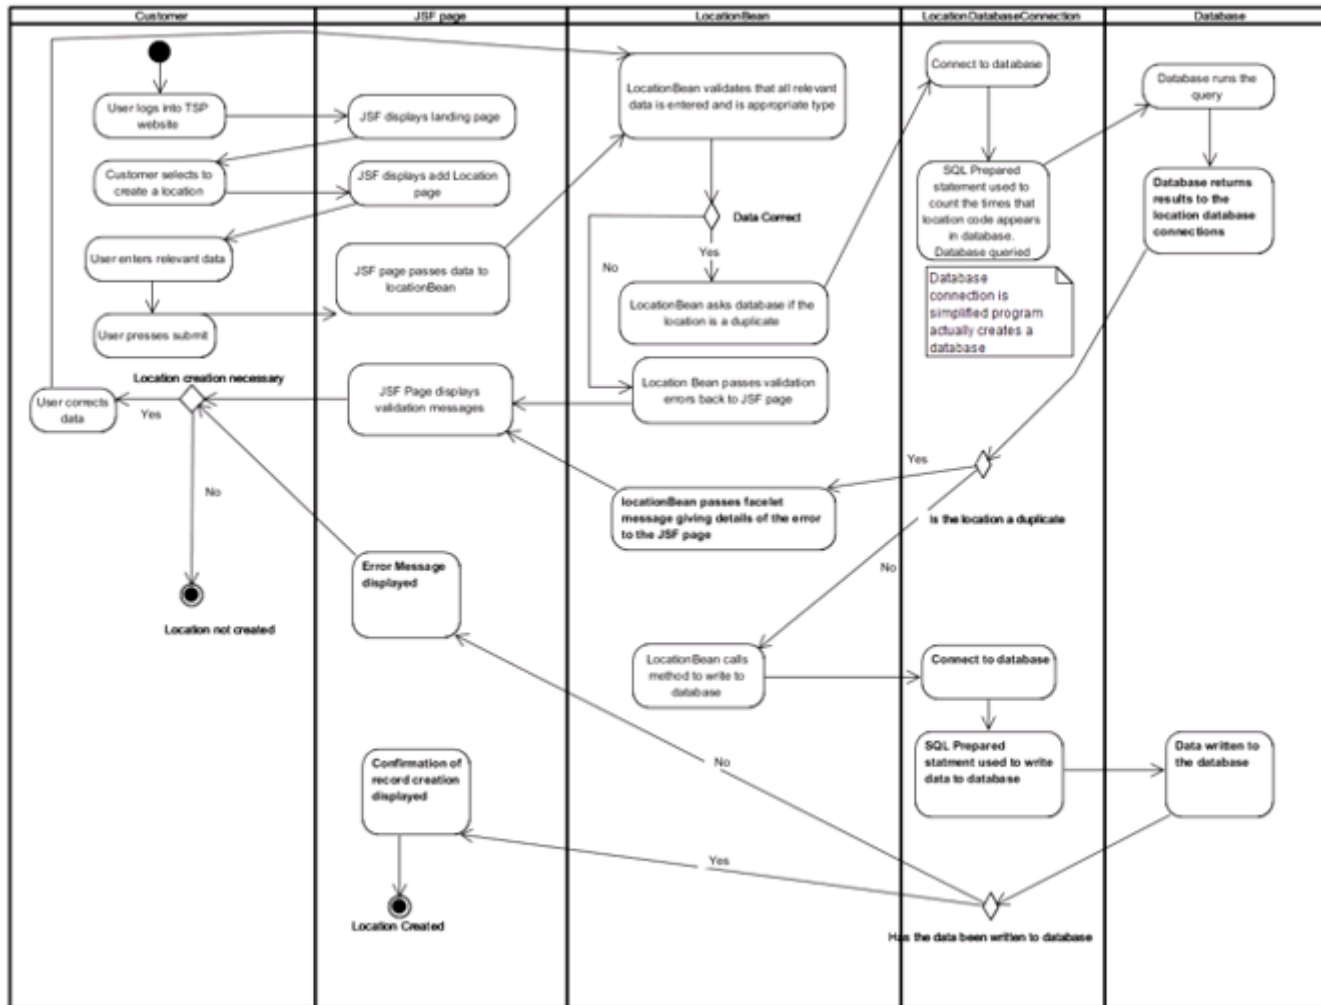 Customer
JSF page
LocationBean
LocationDatabaseConnection
Database
User logs into TSP
website
JSF displays landing page
Customer selects to
create a location
JSF displays add Location
page
User enters relevant data
JSF page passes data to
locationBean
User presses submit
LocationBean validates that all relevant
data is entered and is appropriate type
Data Correct
Yes
No
LocationBean asks database if the
location is a duplicate
Location Bean passes validation
errors back to JSF page
Connect to database
SQL Prepared
statement used to
count the times that
location code appears
in database.
Database queried
Database
connection is
simplified program
actually creates a
database
Database runs the
query
Database returns
results to the
location database
connections
Location creation necessary
User corrects
data
Yes
No
JSF Page displays
validation messages
Location not created
Yes
Is the location a duplicate
No
locationBean passes facelet
message giving details of the error
to the JSF page
Error Message
displayed
LocationBean calls
method to write to
database
Connect to database
SQL Prepared
statment used to write
data to database
Data written to
the database
No
Yes
Has the data been written to database
Confirmation of
record creation
displayed
Location Created